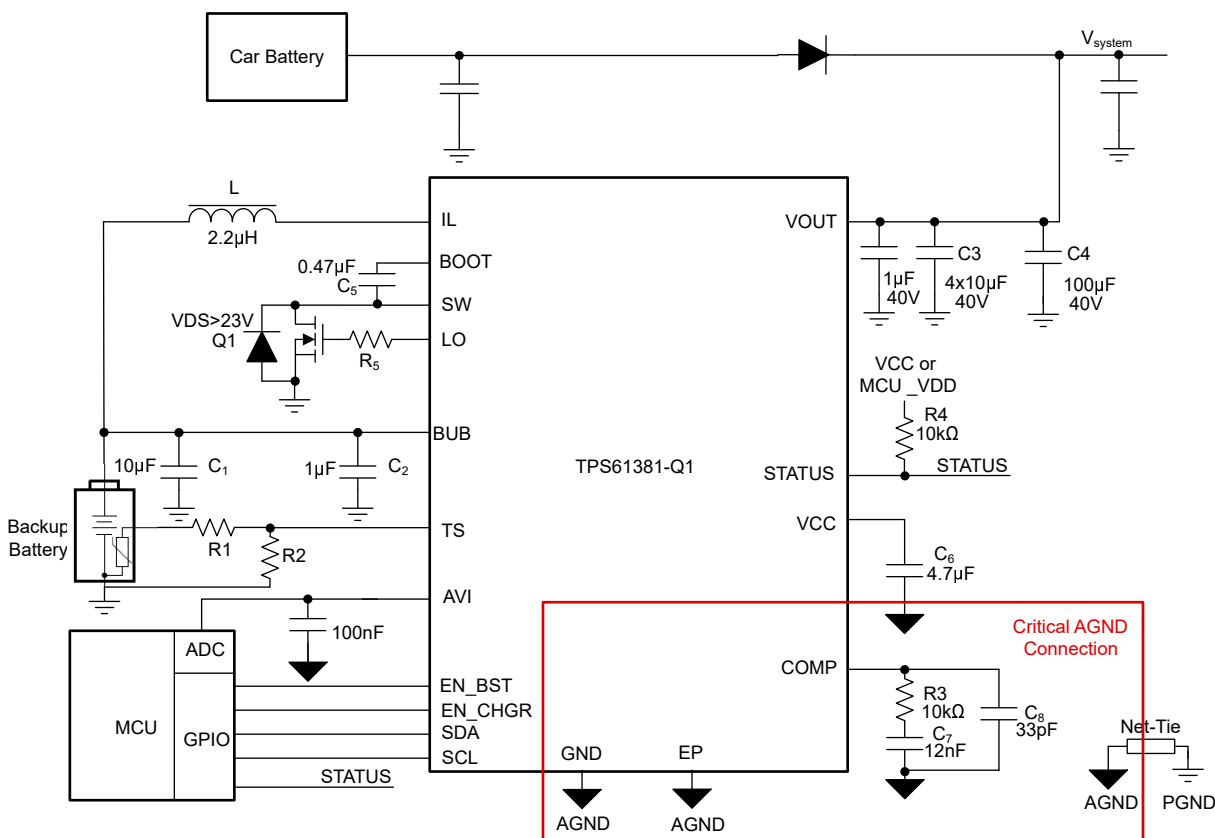 Car Battery
V_system
L
2.2µH
IL
VOUT
BOOT
0.47µF
C5
SW
VDS>23V
Q1
LO
R5
1µF
40V
C3
4x10µF
40V
C4
100µF
40V
VCC or
MCU _VDD
R4
10kΩ
BUB
10µF
C1
1µF
C2
TPS61381-Q1
STATUS
STATUS
Backup
Battery
R1
R2
TS
VCC
C6
4.7µF
AVI
100nF
ADC
Critical AGND
Connection
COMP
R3
10kΩ
C7
12nF
C8
33pF
MCU
GPIO
EN_BST
EN_CHGR
SDA
SCL
STATUS
GND
EP
AGND
AGND
Net-Tie
AGND
PGND